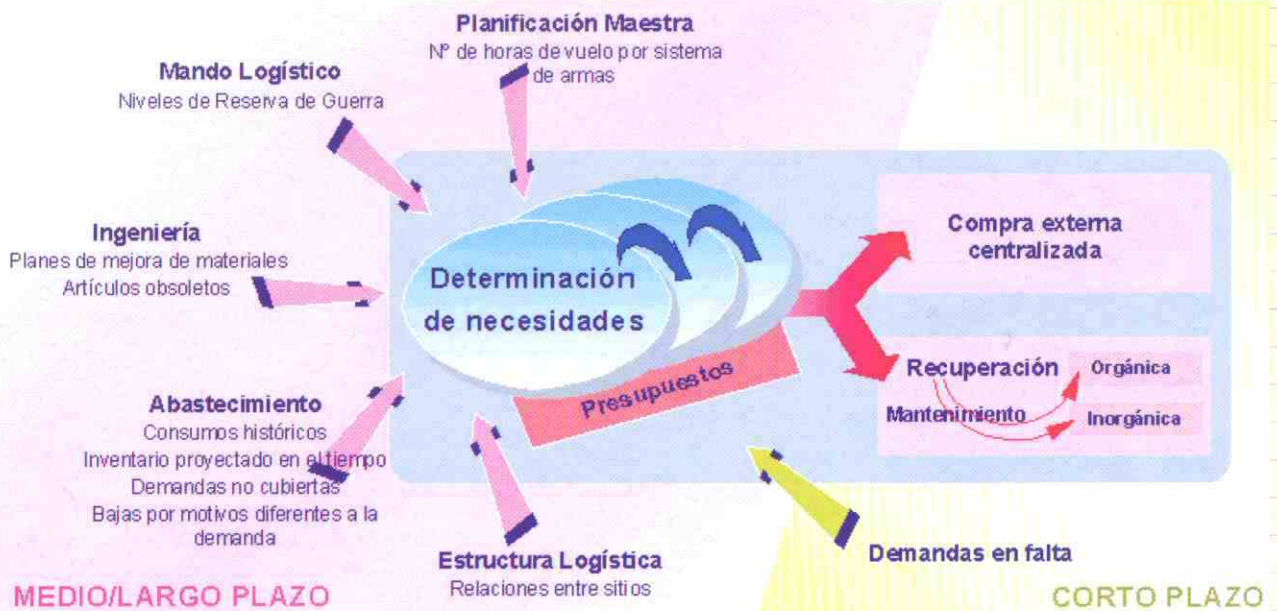 Planificación Maestra
Nº de horas de vuelo por sistema
de armas
Mando Logístico
Niveles de Reserva de Guerra
Ingeniería
Planes de mejora de materiales
Artículos obsoletos
Abastecimiento
Consumos históricos
Inventario proyectado en el tiempo
Demandas no cubiertas
Bajas por motivos diferentes a la
demanda
Estructura Logística
Relaciones entre sitios
Determinación
de necesidades
Presupuestos
Compra externa
centralizada
Recuperación
Orgánica
Mantenimiento
Inorgánica
Demandas en falta
MEDIO/LARGO PLAZO
CORTO PLAZO